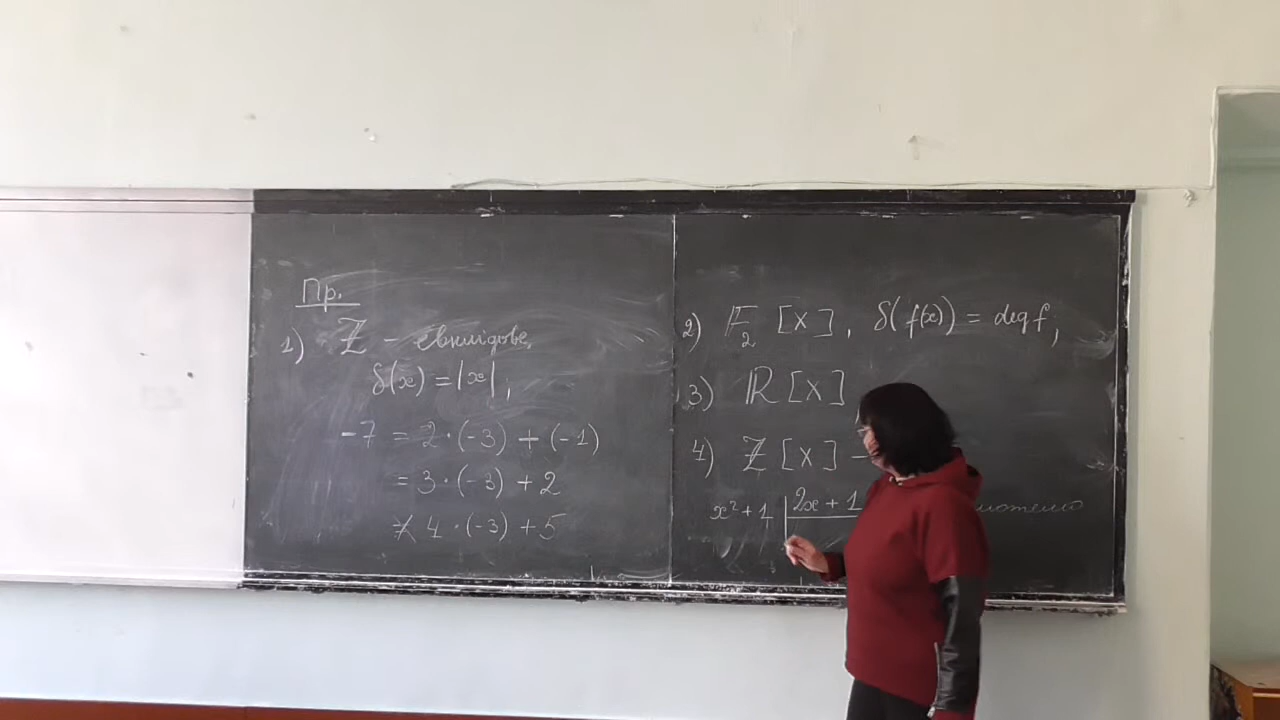 Пр.
1) ℤ - евклідове,
δ(x) = |x|,
-7 = 2·(-3) + (-1)
= 3·(-3) + 2
≠ 4·(-3) + 5
2) 𝔽₂ [x], δ(f(x)) = deg f;
3) ℝ [x]
4) ℤ [x] -
x² + 1 | 2x + 1